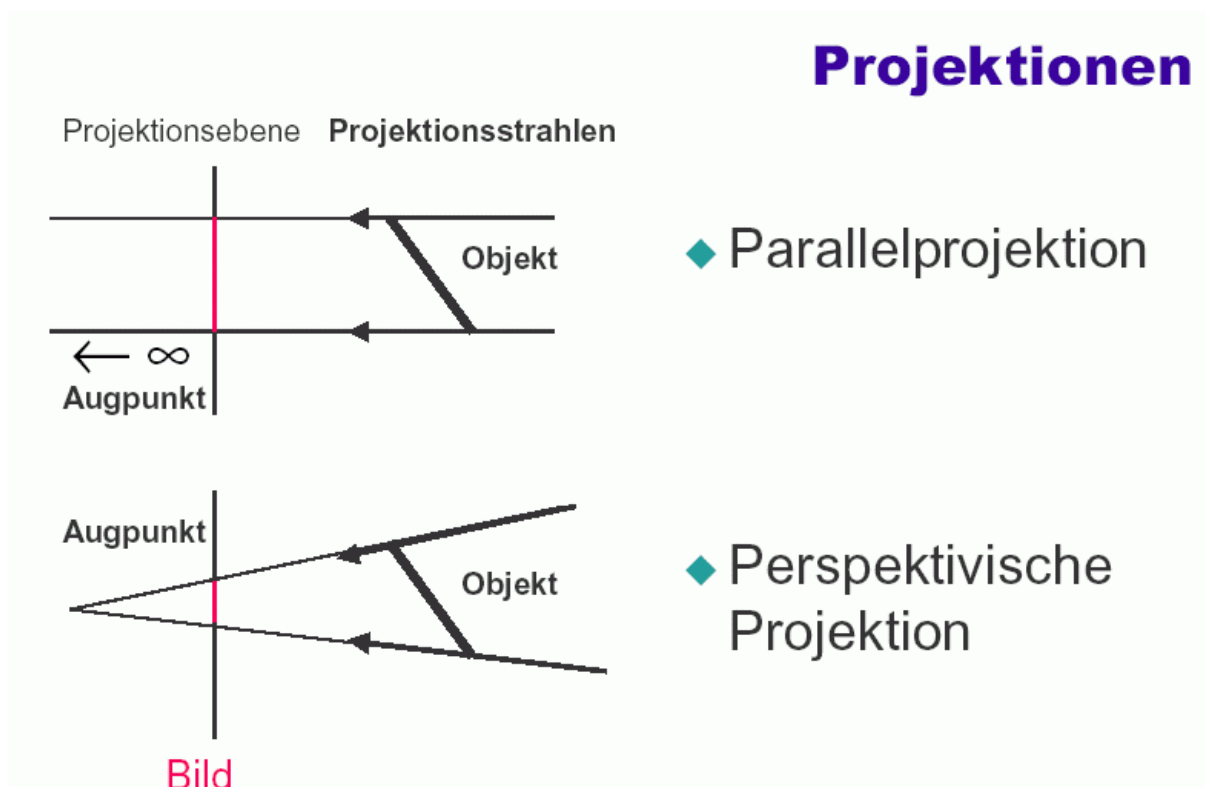 Projektionen
Projektionsebene Projektionsstrahlen
Objekt
← ∞
Augpunkt
◆ Parallelprojektion
Augpunkt
Objekt
Bild
◆ Perspektivische
Projektion